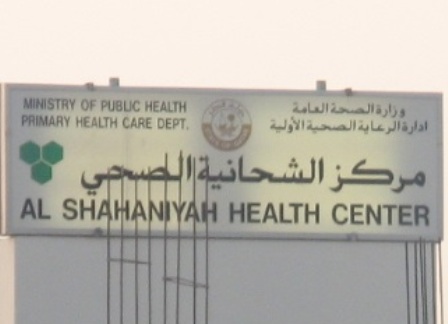 MINISTRY OF PUBLIC HEALTH
PRIMARY HEALTH CARE DEPT.
وزارة الصحة العامة
ادارة الرعاية الصحية الأولية
مركز الشحانية الصحي
AL SHAHANIYAH HEALTH CENTER